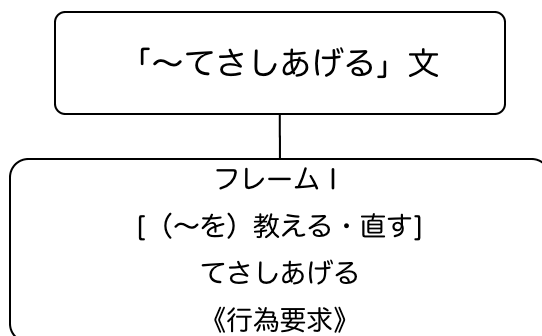 「～てさしあげる」文
フレームⅠ
[（～を）教える・直す]
てさしあげる
《行為要求》